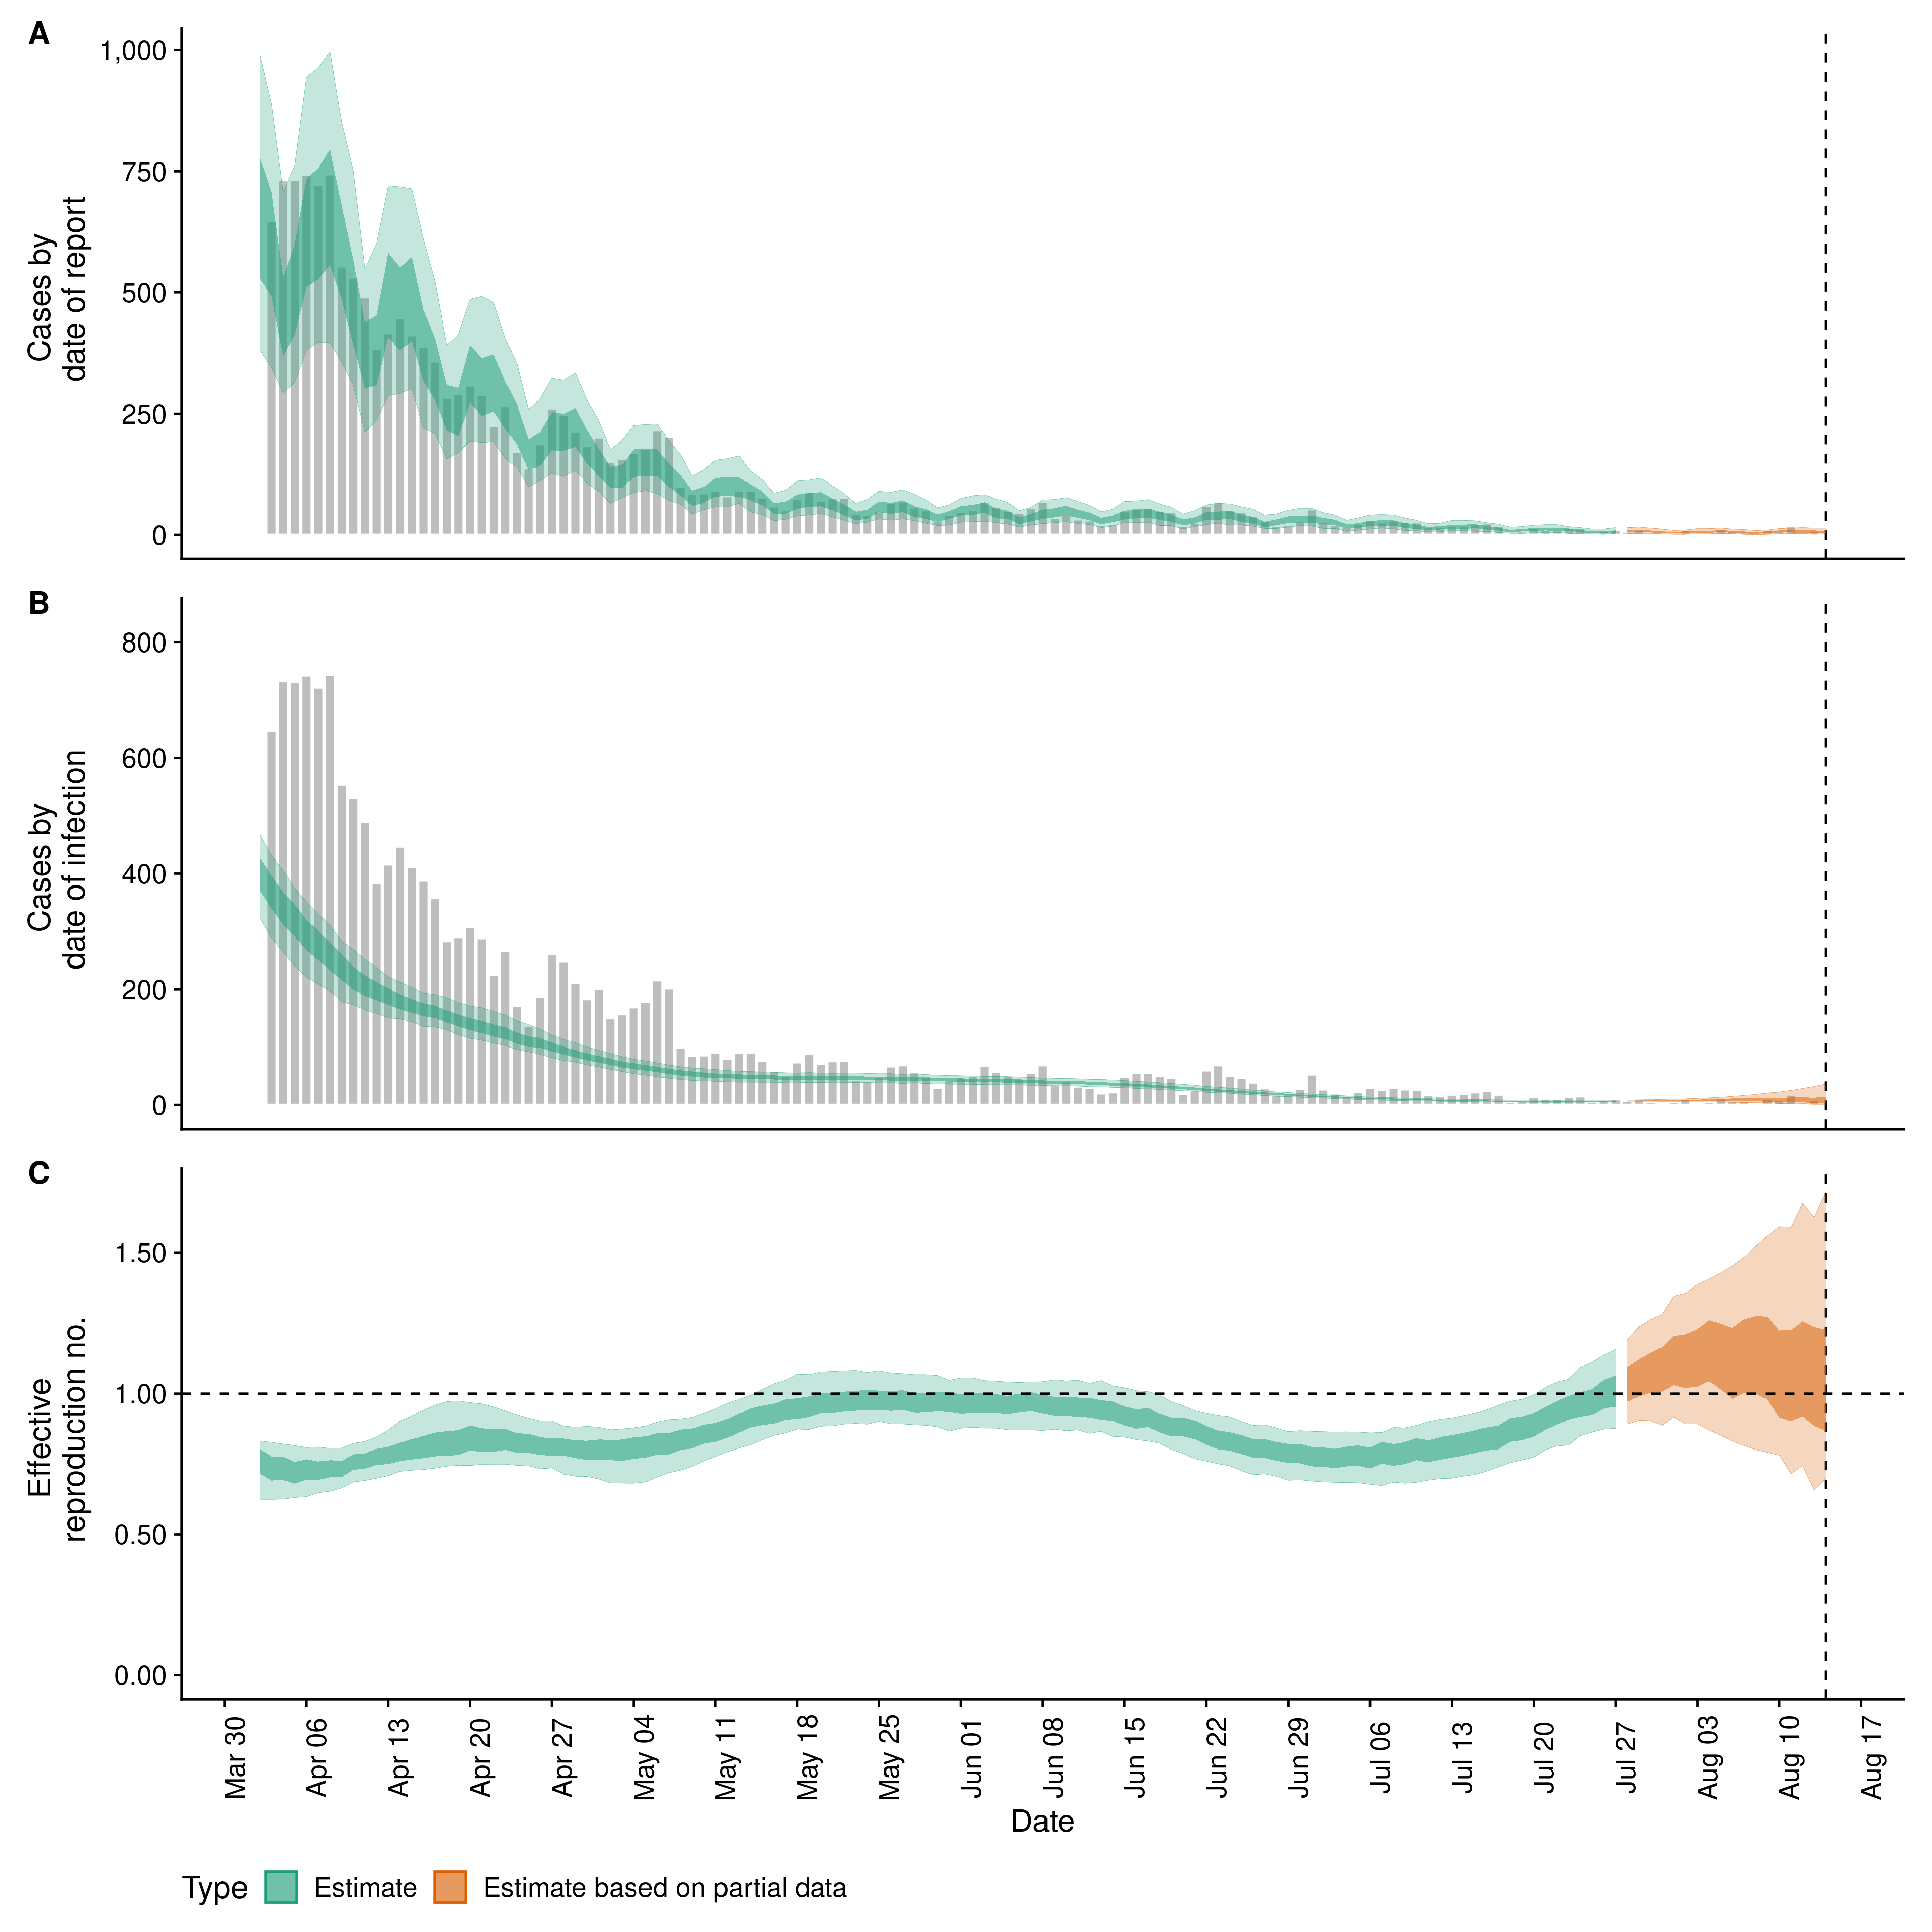 A
Cases by
date of report
1,000
750
500
250
0
B
Cases by
date of infection
800
600
400
200
0
C
Effective
reproduction no.
1.50
1.00
0.50
0.00
Mar 30
Apr 06
Apr 13
Apr 20
Apr 27
May 04
May 11
May 18
May 25
Jun 01
Jun 08
Jun 15
Jun 22
Jun 29
Jul 06
Jul 13
Jul 20
Jul 27
Aug 03
Aug 10
Aug 17
Date
Type Estimate Estimate based on partial data